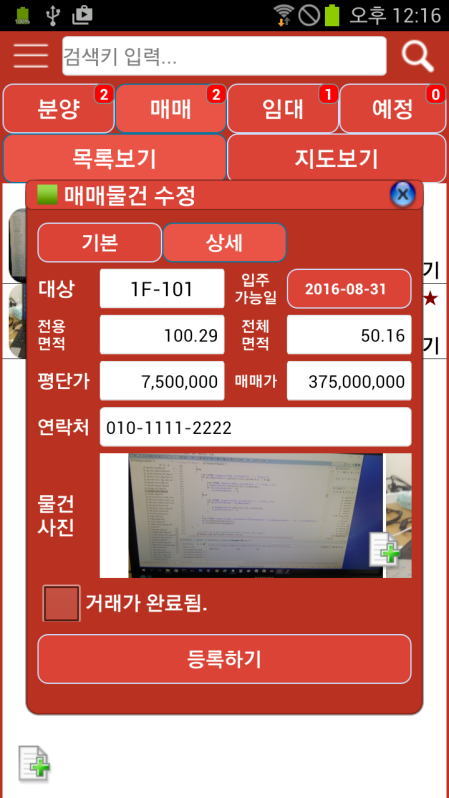 100%
오후 12:16
검색키 입력...
분양 2
매매 2
임대 1
예정 0
목록보기
지도보기
매매물건 수정
기본
상세
기
대상
1F-101
입주
가능일
2016-08-31
★
전용
면적
100.29
전체
면적
50.16
기
평단가
7,500,000
매매가
375,000,000
연락처
010-1111-2222
물건
사진
거래가 완료됨.
등록하기